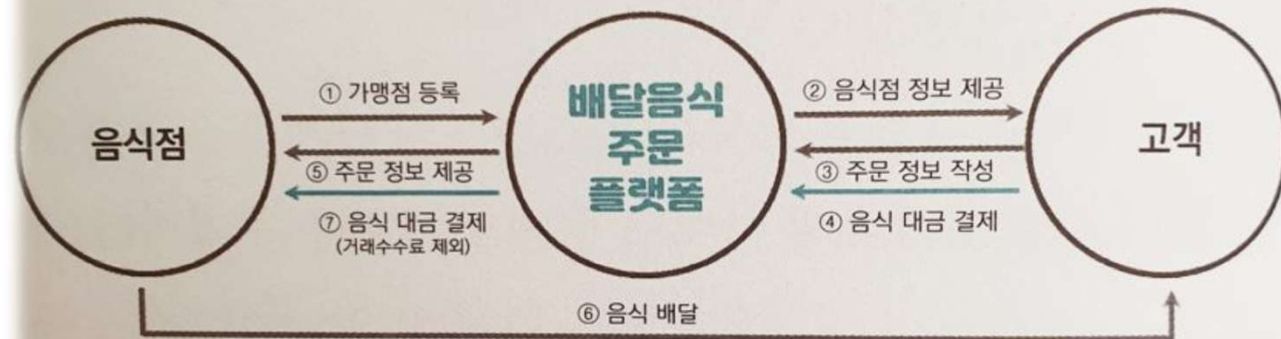 음식점
① 가맹점 등록
⑤ 주문 정보 제공
⑦ 음식 대금 결제
(거래수수료 제외)
배달음식
주문
플랫폼
② 음식점 정보 제공
③ 주문 정보 작성
④ 음식 대금 결제
고객
⑥ 음식 배달